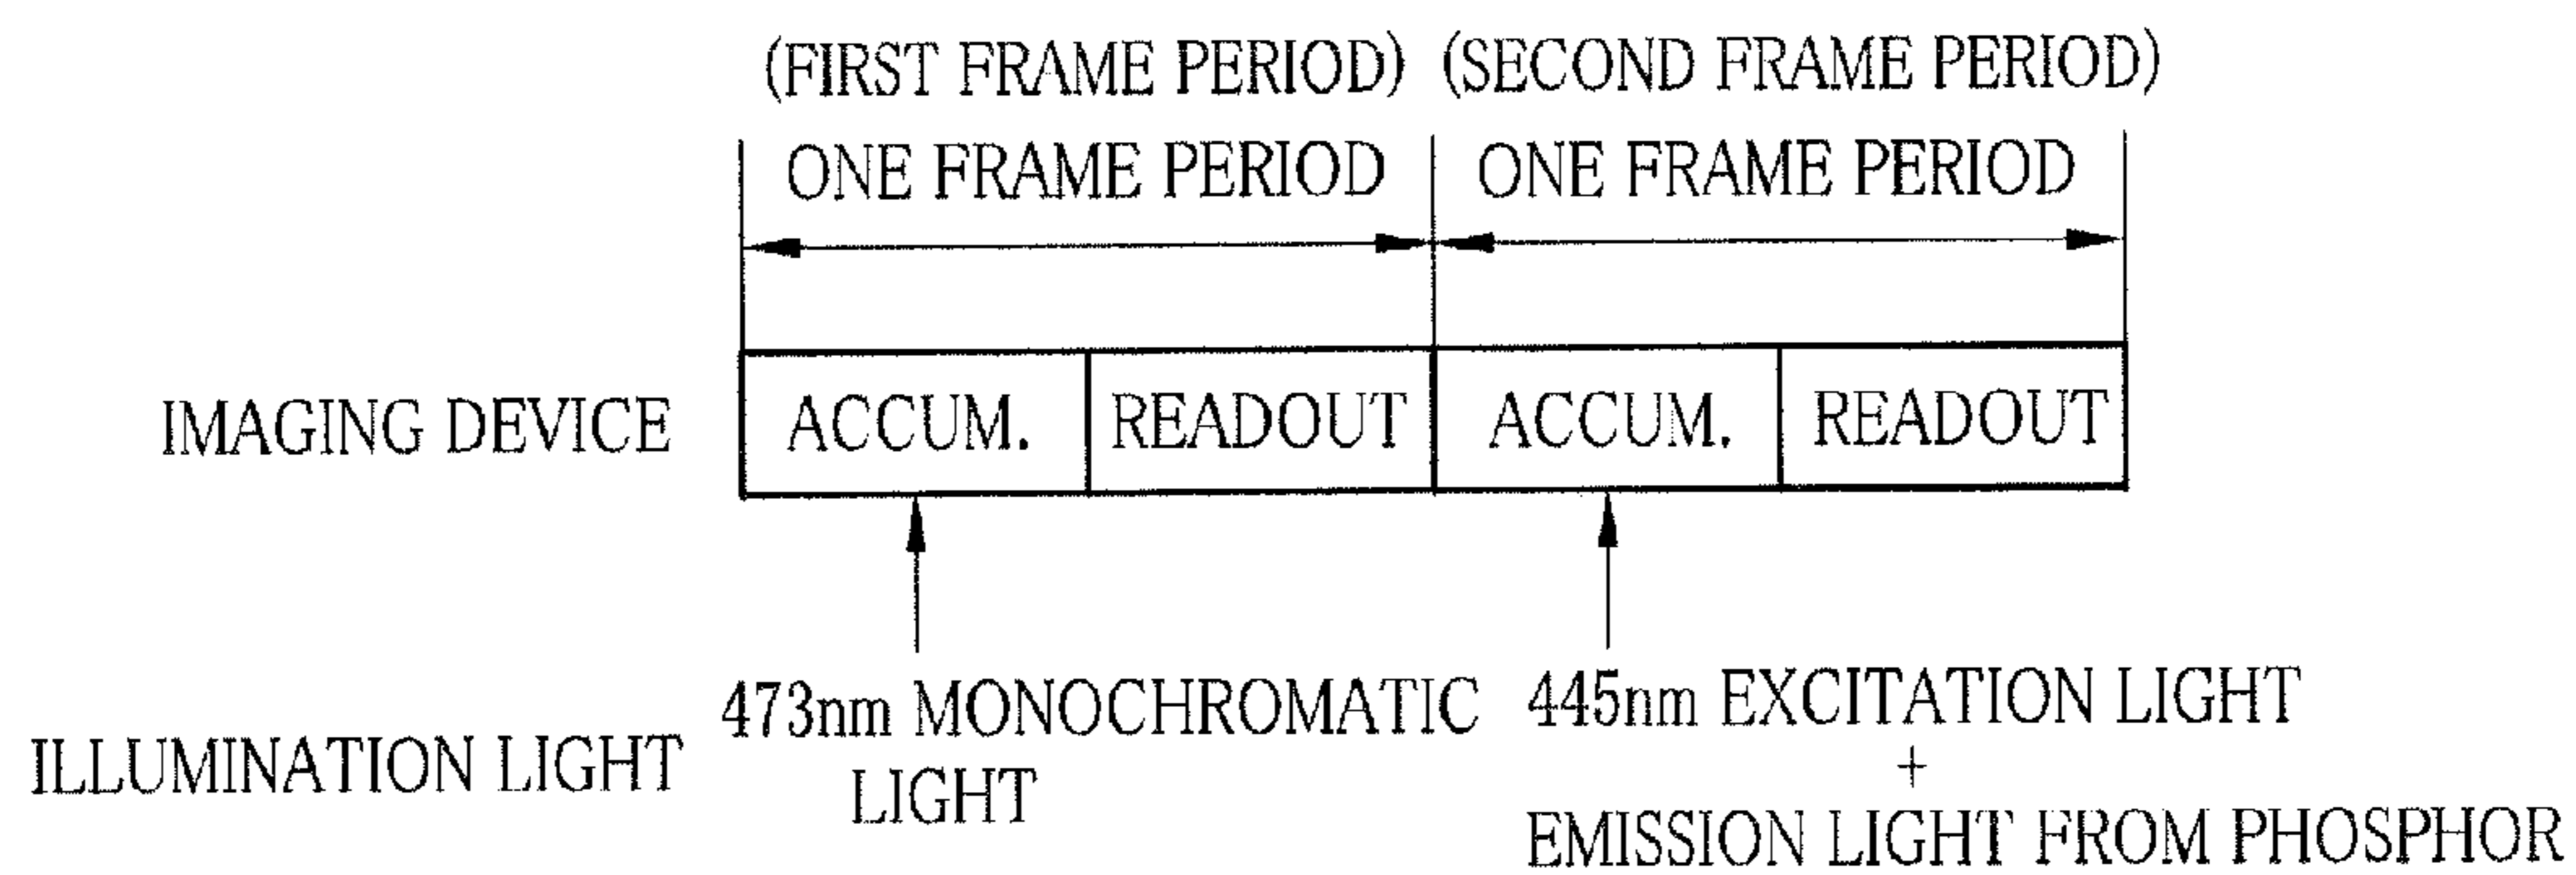 (FIRST FRAME PERIOD) (SECOND FRAME PERIOD)
ONE FRAME PERIOD ONE FRAME PERIOD
IMAGING DEVICE ACCUM. READOUT ACCUM. READOUT
ILLUMINATION LIGHT
473nm MONOCHROMATIC
LIGHT
445nm EXCITATION LIGHT
+
EMISSION LIGHT FROM PHOSPHOR